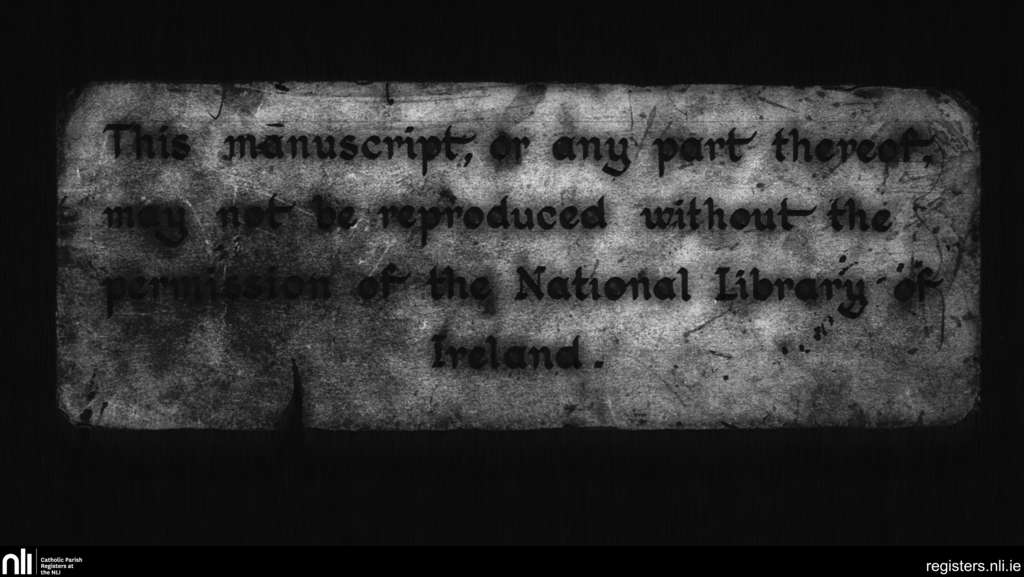 This manuscript, or any part thereof,
may not be reproduced without the
permission of the National Library of
Ireland.
nli
Catholic Parish
Registers at
the NLI
registers.nli.ie